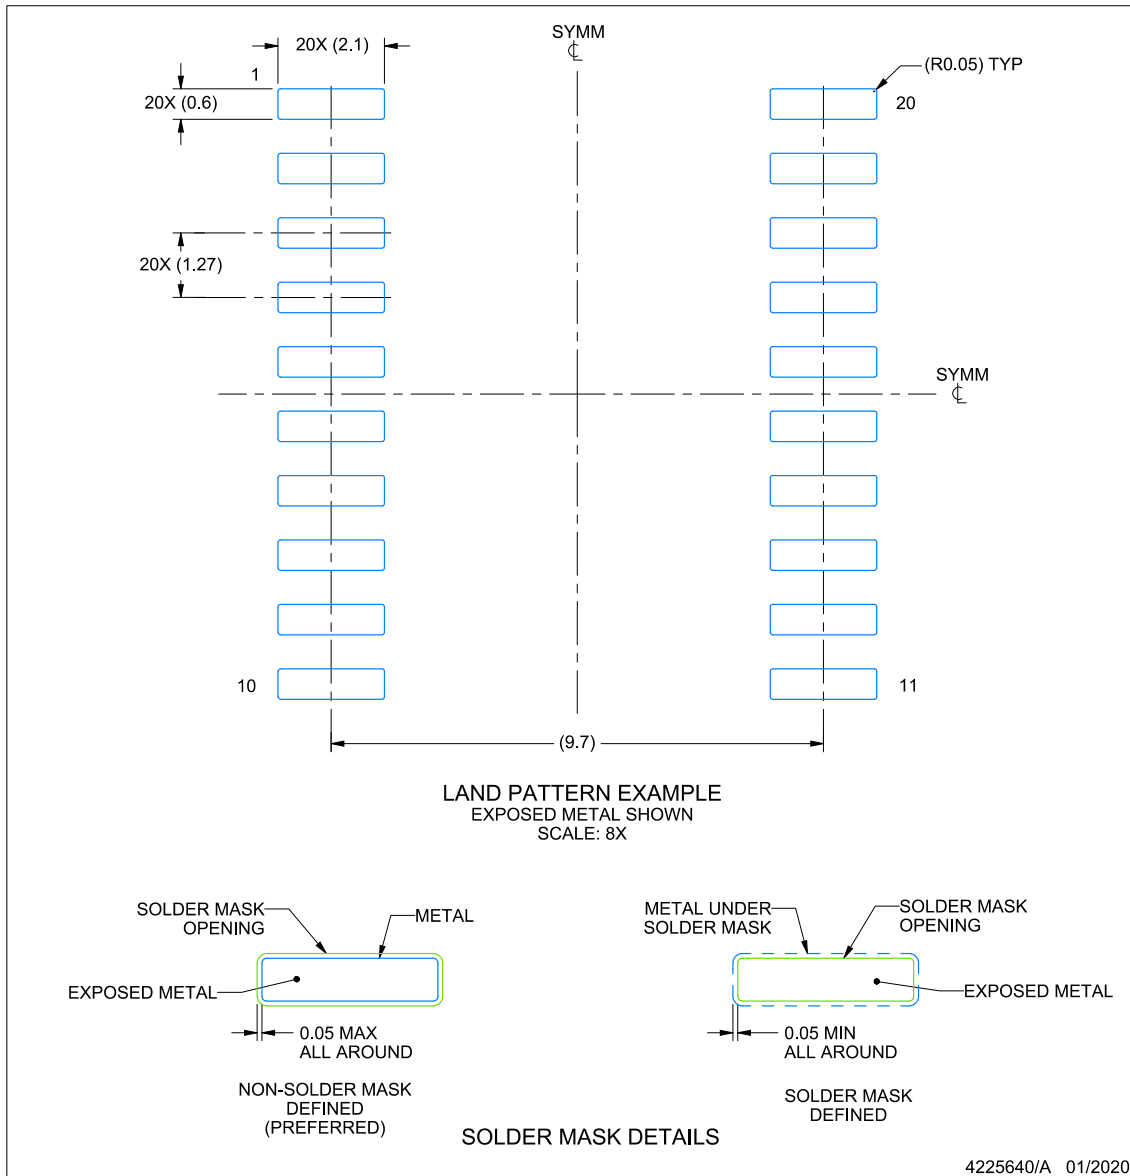 SYMM
℄
20X (2.1)
(R0.05) TYP
1
20X (0.6)
20
20X (1.27)
SYMM
℄
10
11
(9.7)
LAND PATTERN EXAMPLE
EXPOSED METAL SHOWN
SCALE: 8X
SOLDER MASK
OPENING
METAL
EXPOSED METAL
0.05 MAX
ALL AROUND
NON-SOLDER MASK
DEFINED
(PREFERRED)
METAL UNDER
SOLDER MASK
SOLDER MASK
OPENING
EXPOSED METAL
0.05 MIN
ALL AROUND
SOLDER MASK
DEFINED
SOLDER MASK DETAILS
4225640/A 01/2020